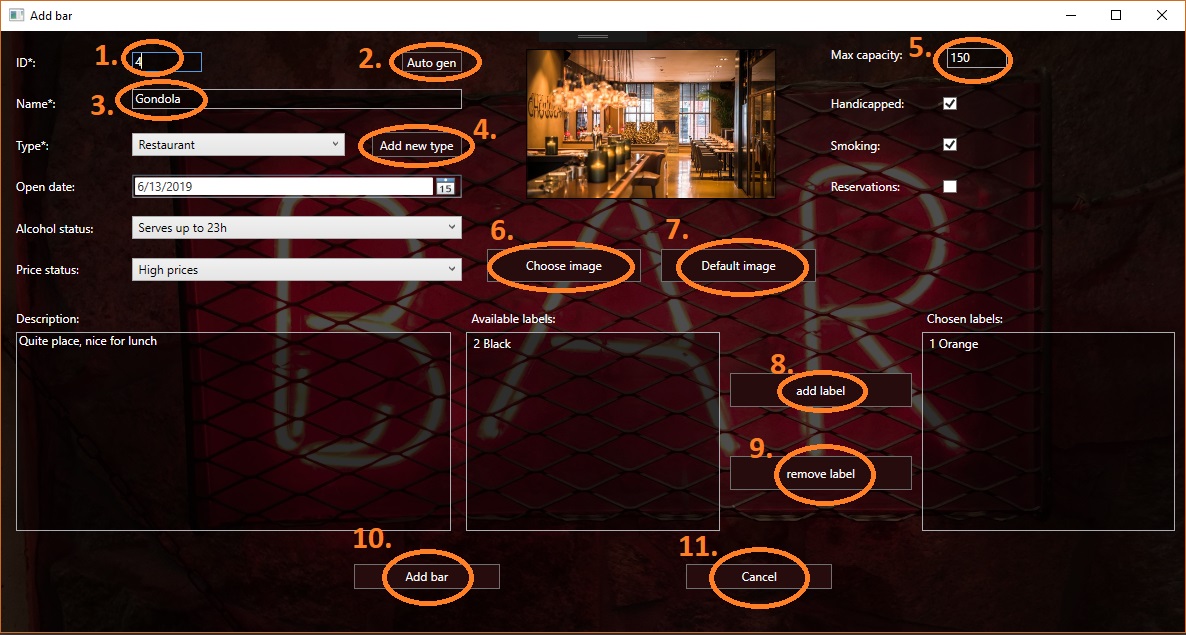 Add bar
1.
ID*:
4
2.
Auto gen
3.
Name*:
Gondola
Type*:
Restaurant
4.
Add new type
Open date:
6/13/2019
15
Alcohol status:
Serves up to 23h
Price status:
High prices
5.
Max capacity:
150
Handicapped:
Smoking:
Reservations:
6.
Choose image
7.
Default image
Description:
Quite place, nice for lunch
Available labels:
2 Black
8.
add label
9.
remove label
Chosen labels:
1 Orange
BAR
10.
Add bar
11.
Cancel